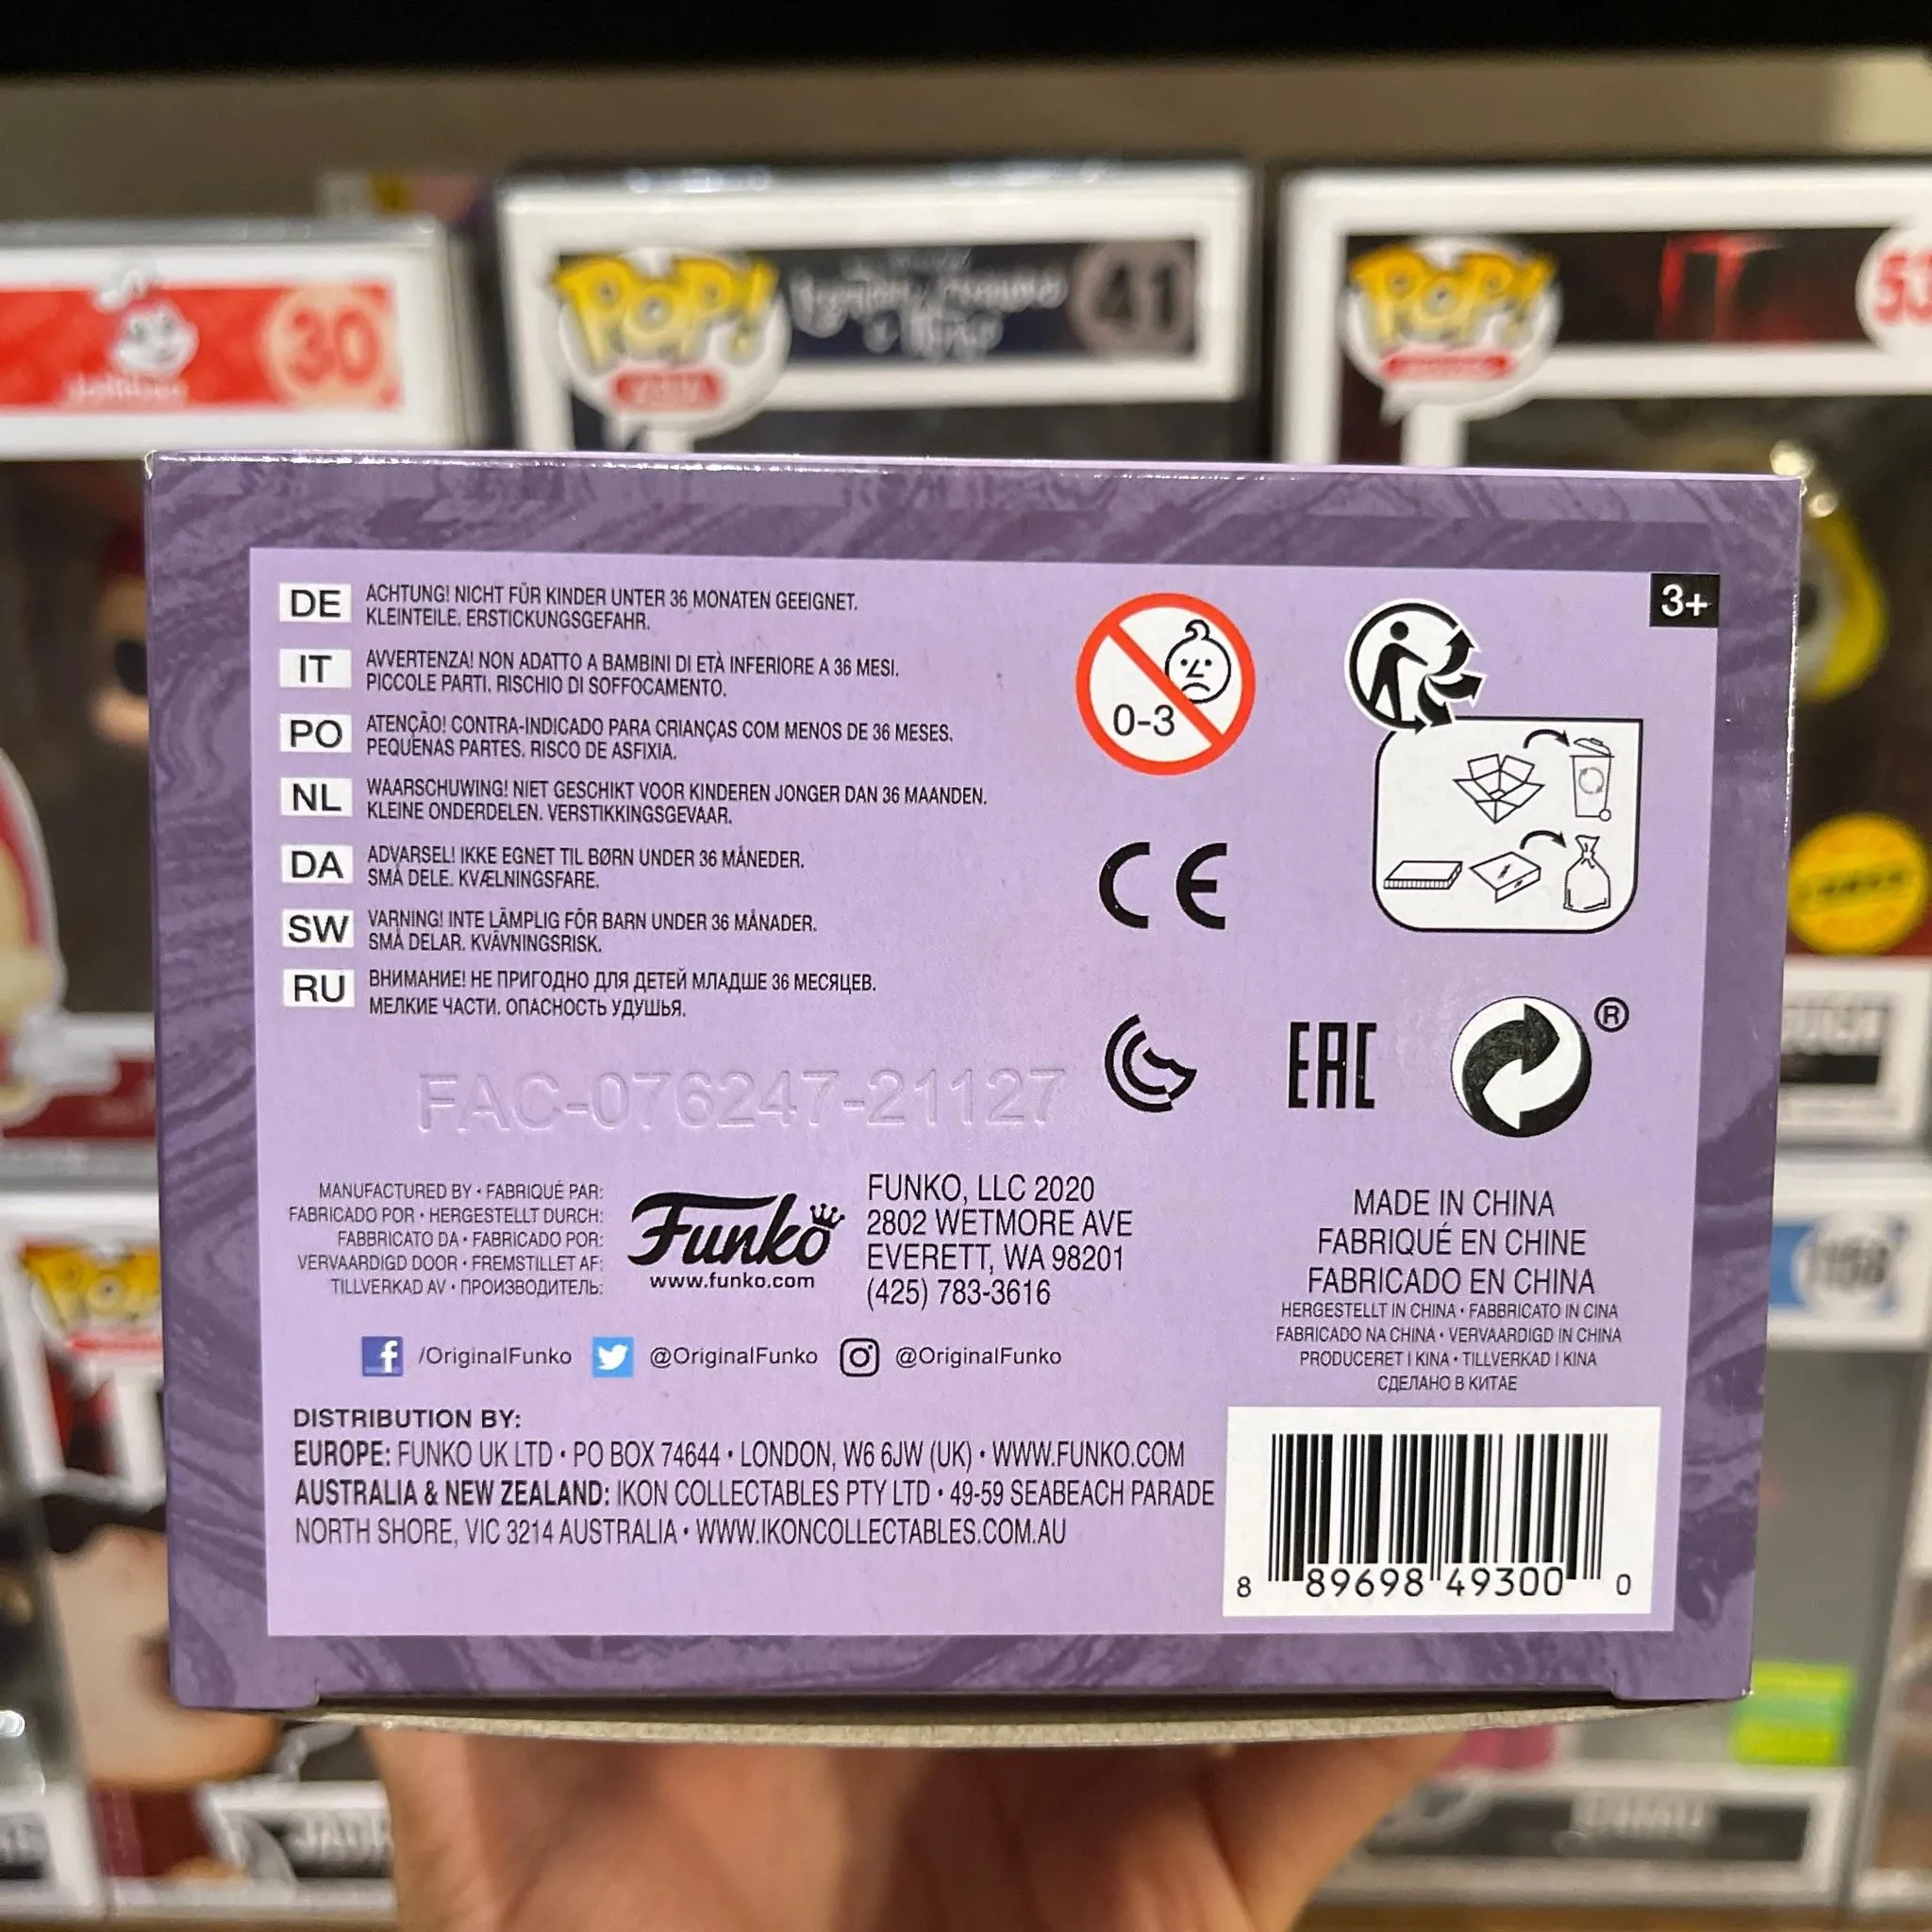 30
POP!
41
POP!
IT
53
3+
DE ACHTUNG! NICHT FÜR KINDER UNTER 36 MONATEN GEEIGNET.
KLEINTEILE. ERSTICKUNGSGEFAHR.
IT AVVERTENZA! NON ADATTO A BAMBINI DI ETÀ INFERIORE A 36 MESI.
PICCOLE PARTI. RISCHIO DI SOFFOCAMENTO.
PO ATENÇÃO! CONTRA-INDICADO PARA CRIANÇAS COM MENOS DE 36 MESES.
PEQUENAS PARTES. RISCO DE ASFIXIA.
NL WAARSCHUWING! NIET GESCHIKT VOOR KINDEREN JONGER DAN 36 MAANDEN.
KLEINE ONDERDELEN. VERSTIKKINGSGEVAAR.
DA ADVARSEL! IKKE EGNET TIL BØRN UNDER 36 MÅNEDER.
SMÅ DELE. KVÆLNINGSFARE.
SW VARNING! INTE LÄMPLIG FÖR BARN UNDER 36 MÅNADER.
SMÅ DELAR. KVÄVNINGSRISK.
RU ВНИМАНИЕ! НЕ ПРИГОДНО ДЛЯ ДЕТЕЙ МЛАДШЕ 36 МЕСЯЦЕВ.
МЕЛКИЕ ЧАСТИ. ОПАСНОСТЬ УДУШЬЯ.
0-3
CE
EAC
®
FAC-076247-21127
MANUFACTURED BY • FABRIQUÉ PAR:
FABRICADO POR • HERGESTELLT DURCH:
FABBRICATO DA • FABRICADO POR:
VERVAARDIGD DOOR • FREMSTILLET AF:
TILLVERKAD AV • ПРОИЗВОДИТЕЛЬ:
Funko
www.funko.com
FUNKO, LLC 2020
2802 WETMORE AVE
EVERETT, WA 98201
(425) 783-3616
MADE IN CHINA
FABRIQUÉ EN CHINE
FABRICADO EN CHINA
HERGESTELLT IN CHINA • FABBRICATO IN CINA
FABRICADO NA CHINA • VERVAARDIGD IN CHINA
PRODUCERET I KINA • TILLVERKAD I KINA
СДЕЛАНО В КИТАЕ
f /OriginalFunko @OriginalFunko @OriginalFunko
DISTRIBUTION BY:
EUROPE: FUNKO UK LTD • PO BOX 74644 • LONDON, W6 6JW (UK) • WWW.FUNKO.COM
AUSTRALIA & NEW ZEALAND: IKON COLLECTABLES PTY LTD • 49-59 SEABEACH PARADE
NORTH SHORE, VIC 3214 AUSTRALIA • WWW.IKONCOLLECTABLES.COM.AU
8 89698 49300 0